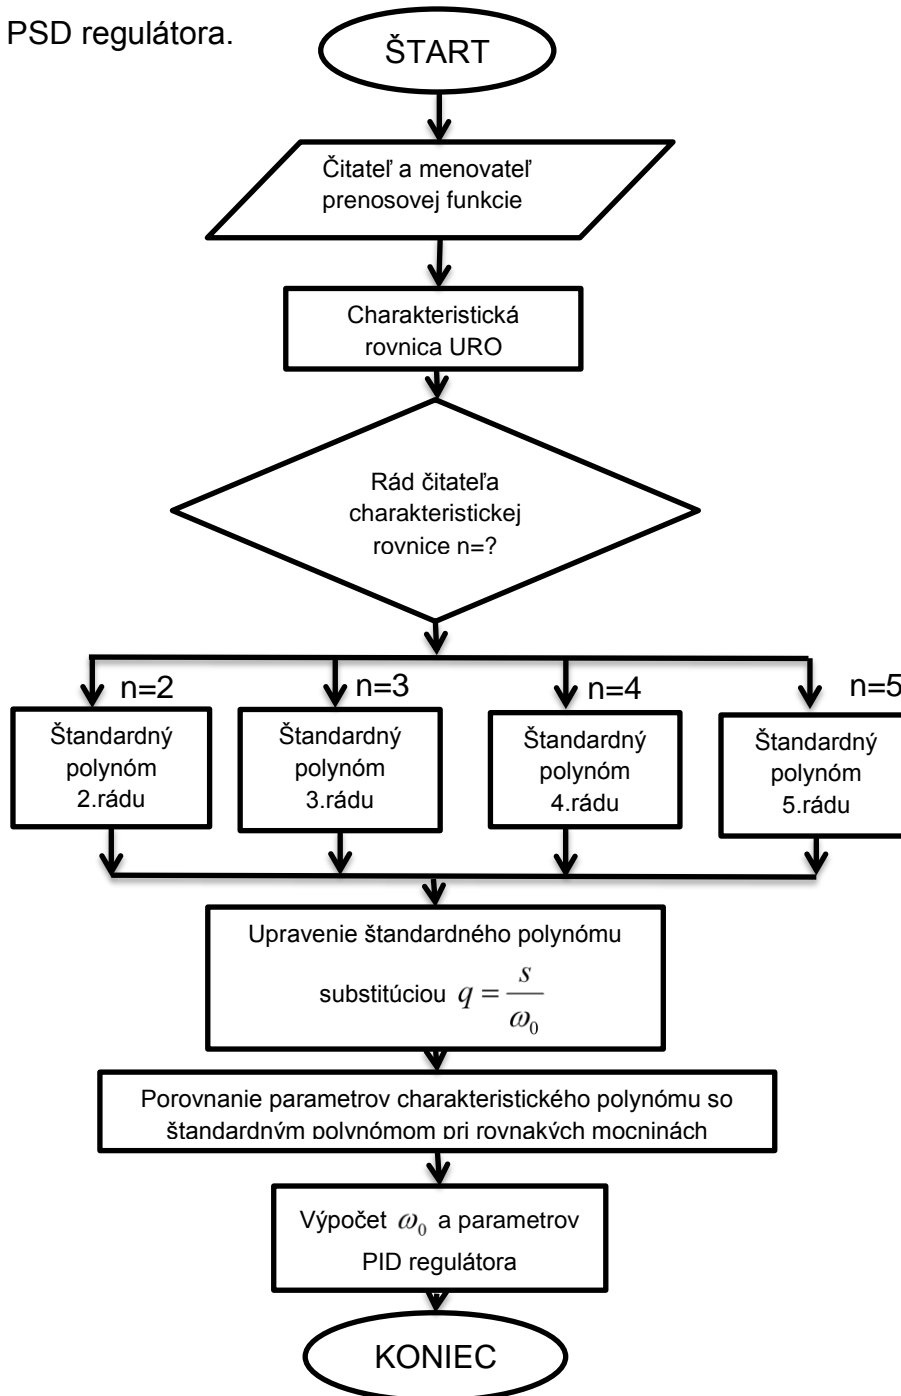 PSD regulátora.
ŠTART
Čitateľ a menovateľ
prenosovej funkcie
Charakteristická
rovnica URO
Rád čitateľa
charakteristickej
rovnice n=?
n=2
n=3
n=4
n=5
Štandardný
polynóm
2.rádu
Štandardný
polynóm
3.rádu
Štandardný
polynóm
4.rádu
Štandardný
polynóm
5.rádu
Upravenie štandardného polynómu
substitúciou q = s / ω₀
Porovnanie parametrov charakteristického polynómu so
štandardným polynómom pri rovnakých mocninách
Výpočet ω₀ a parametrov
PID regulátora
KONIEC